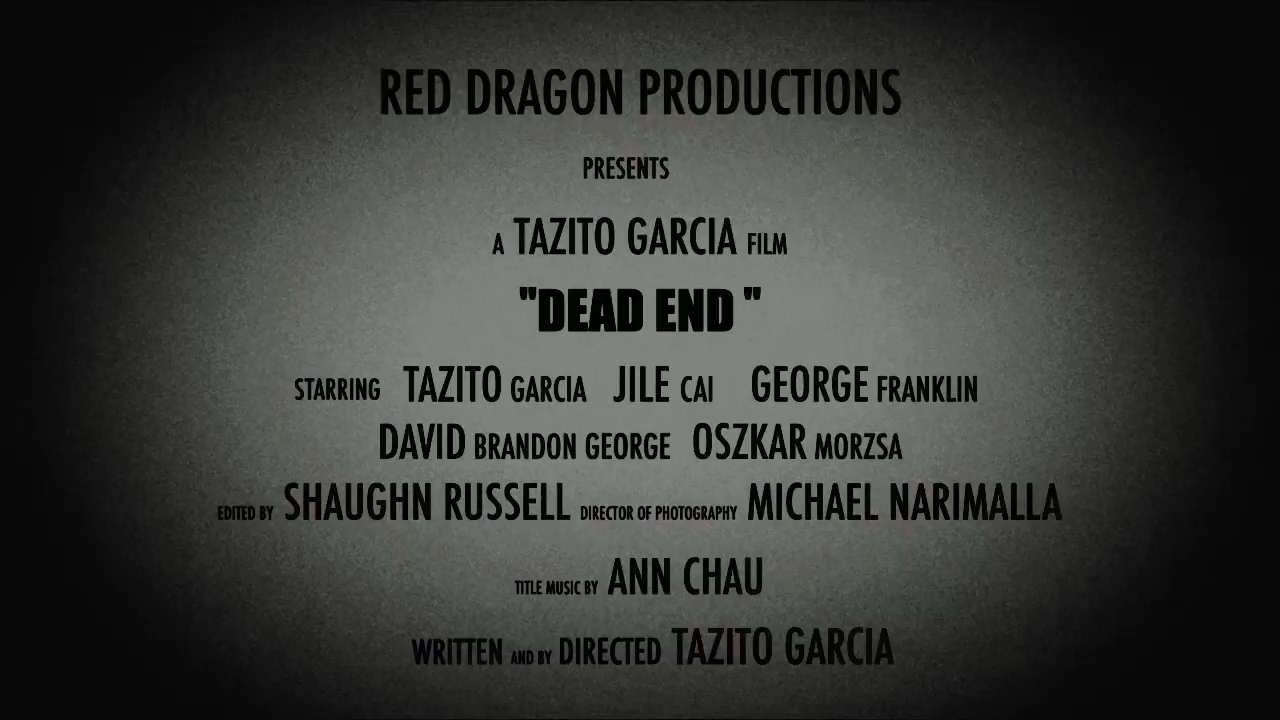 RED DRAGON PRODUCTIONS
PRESENTS
A TAZITO GARCIA FILM
"DEAD END "
STARRING TAZITO GARCIA JILE CAI GEORGE FRANKLIN
DAVID BRANDON GEORGE OSZKAR MORZSA
EDITED BY SHAUGHN RUSSELL DIRECTOR OF PHOTOGRAPHY MICHAEL NARIMALLA
TITLE MUSIC BY ANN CHAU
WRITTEN AND BY DIRECTED TAZITO GARCIA